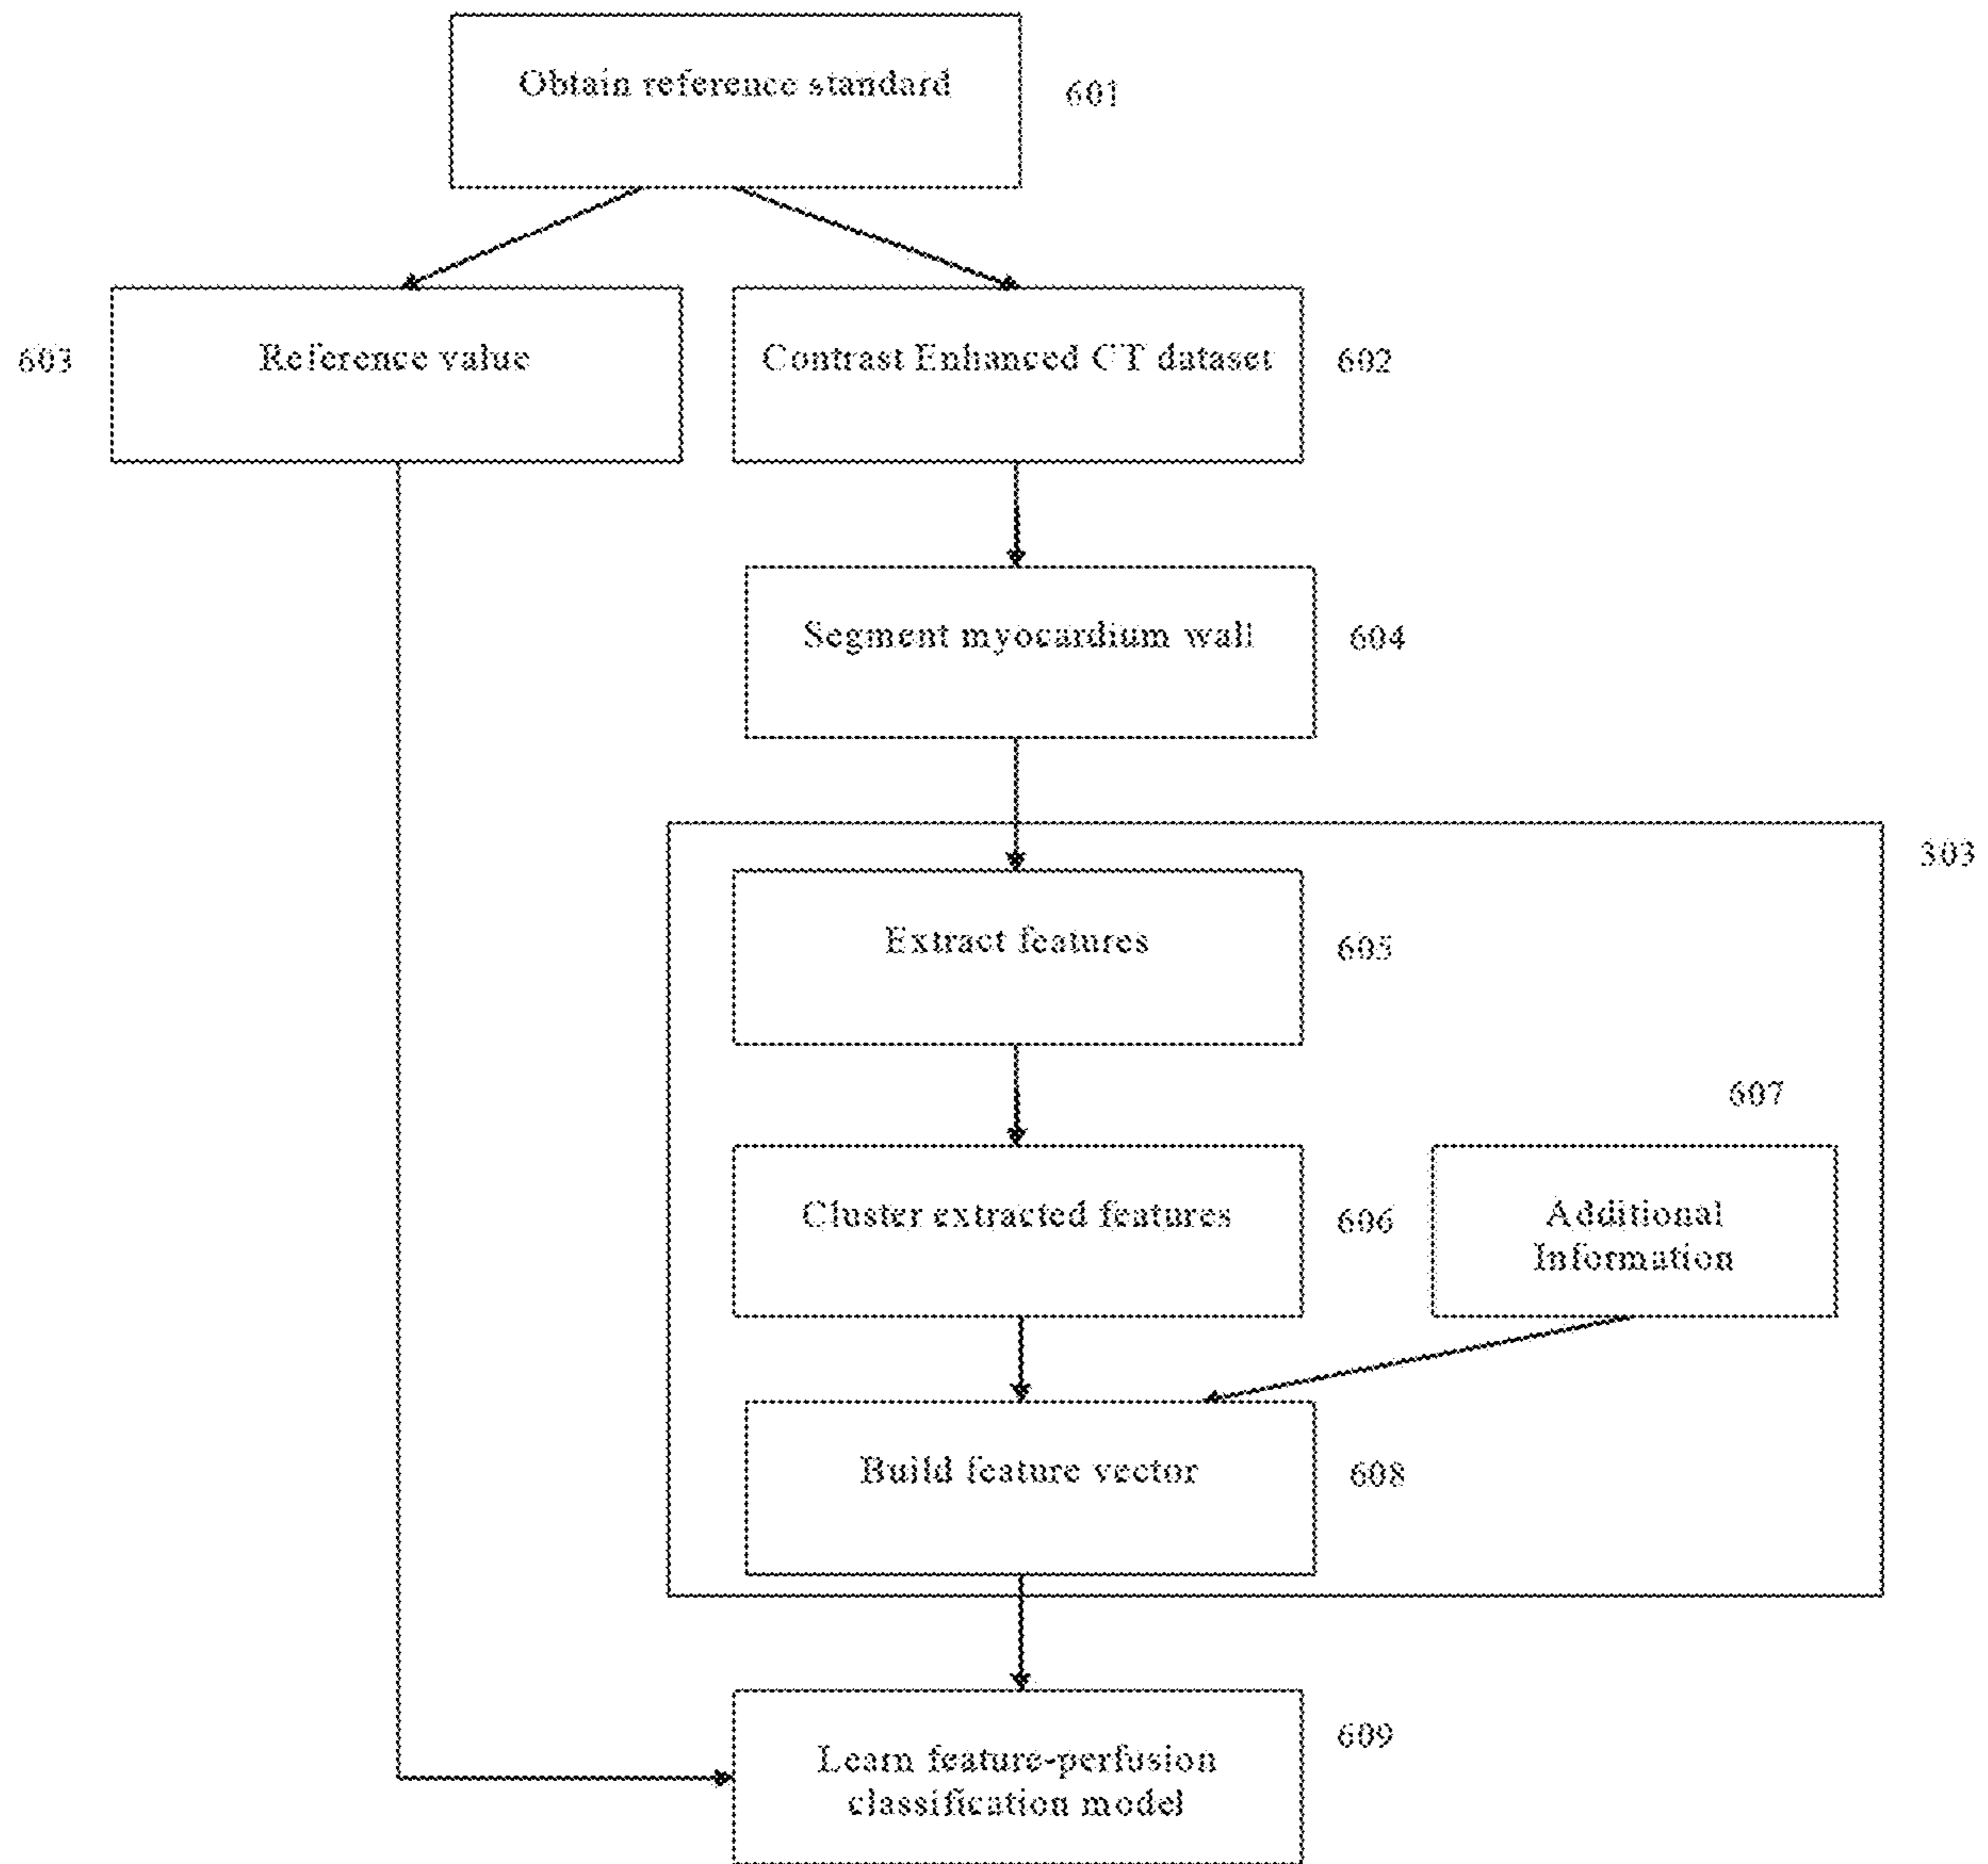 Obtain reference standard
601
603
Reference value
Contrast Enhanced CT dataset
602
Segment myocardium wall
604
303
Extract features
605
607
Cluster extracted features
606
Additional
Information
Build feature vector
608
609
Learn feature-perfusion
classification model